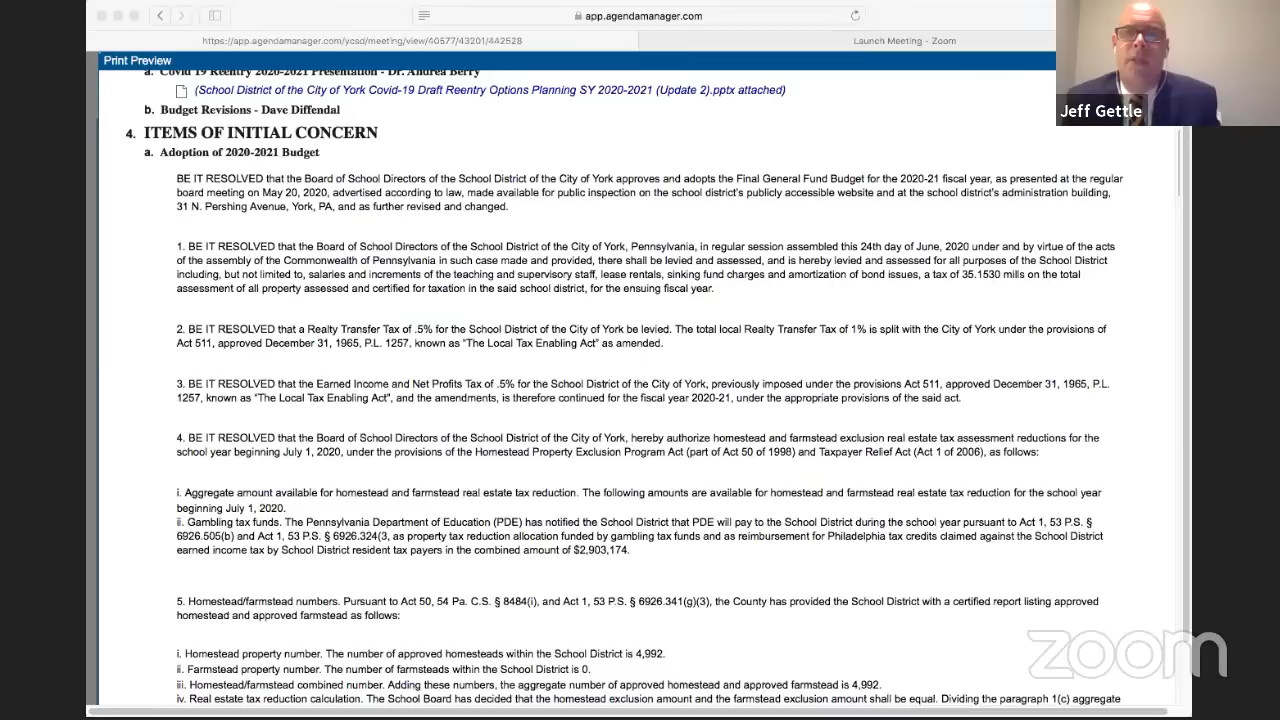 app.agendamanager.com
https://app.agendamanager.com/ycsd/meeting/view/40577/43201/442528
Launch Meeting - Zoom
Print Preview
a. Covid 19 Reentry 2020-2021 Presentation - Dr. Andrea Berry
(School District of the City of York Covid-19 Draft Reentry Options Planning SY 2020-2021 (Update 2).pptx attached)
b. Budget Revisions - Dave Diffendal
Jeff Gettle
4. ITEMS OF INITIAL CONCERN
a. Adoption of 2020-2021 Budget
BE IT RESOLVED that the Board of School Directors of the School District of the City of York approves and adopts the Final General Fund Budget for the 2020-21 fiscal year, as presented at the regular
board meeting on May 20, 2020, advertised according to law, made available for public inspection on the school district's publicly accessible website and at the school district's administration building,
31 N. Pershing Avenue, York, PA, and as further revised and changed.
1. BE IT RESOLVED that the Board of School Directors of the School District of the City of York, Pennsylvania, in regular session assembled this 24th day of June, 2020 under and by virtue of the acts
of the assembly of the Commonwealth of Pennsylvania in such case made and provided, there shall be levied and assessed, and is hereby levied and assessed for all purposes of the School District
including, but not limited to, salaries and increments of the teaching and supervisory staff, lease rentals, sinking fund charges and amortization of bond issues, a tax of 35.1530 mills on the total
assessment of all property assessed and certified for taxation in the said school district, for the ensuing fiscal year.
2. BE IT RESOLVED that a Realty Transfer Tax of .5% for the School District of the City of York be levied. The total local Realty Transfer Tax of 1% is split with the City of York under the provisions of
Act 511, approved December 31, 1965, P.L. 1257, known as "The Local Tax Enabling Act" as amended.
3. BE IT RESOLVED that the Earned Income and Net Profits Tax of .5% for the School District of the City of York, previously imposed under the provisions Act 511, approved December 31, 1965, P.L.
1257, known as "The Local Tax Enabling Act", and the amendments, is therefore continued for the fiscal year 2020-21, under the appropriate provisions of the said act.
4. BE IT RESOLVED that the Board of School Directors of the School District of the City of York, hereby authorize homestead and farmstead exclusion real estate tax assessment reductions for the
school year beginning July 1, 2020, under the provisions of the Homestead Property Exclusion Program Act (part of Act 50 of 1998) and Taxpayer Relief Act (Act 1 of 2006), as follows:
i. Aggregate amount available for homestead and farmstead real estate tax reduction. The following amounts are available for homestead and farmstead real estate tax reduction for the school year
beginning July 1, 2020.
ii. Gambling tax funds. The Pennsylvania Department of Education (PDE) has notified the School District that PDE will pay to the School District during the school year pursuant to Act 1, 53 P.S. §
6926.505(b) and Act 1, 53 P.S. § 6926.324(3, as property tax reduction allocation funded by gambling tax funds and as reimbursement for Philadelphia tax credits claimed against the School District
earned income tax by School District resident tax payers in the combined amount of $2,903,174.
5. Homestead/farmstead numbers. Pursuant to Act 50, 54 Pa. C.S. § 8484(i), and Act 1, 53 P.S. § 6926.341(g)(3), the County has provided the School District with a certified report listing approved
homestead and approved farmstead as follows:
i. Homestead property number. The number of approved homesteads within the School District is 4,992.
ii. Farmstead property number. The number of farmsteads within the School District is 0.
iii. Homestead/farmstead combined number. Adding these numbers, the aggregate number of approved homestead and approved farmstead is 4,992.
iv. Real estate tax reduction calculation. The School Board has decided that the homestead exclusion amount and the farmstead exclusion amount shall be equal. Dividing the paragraph 1(c) aggregate
zoom